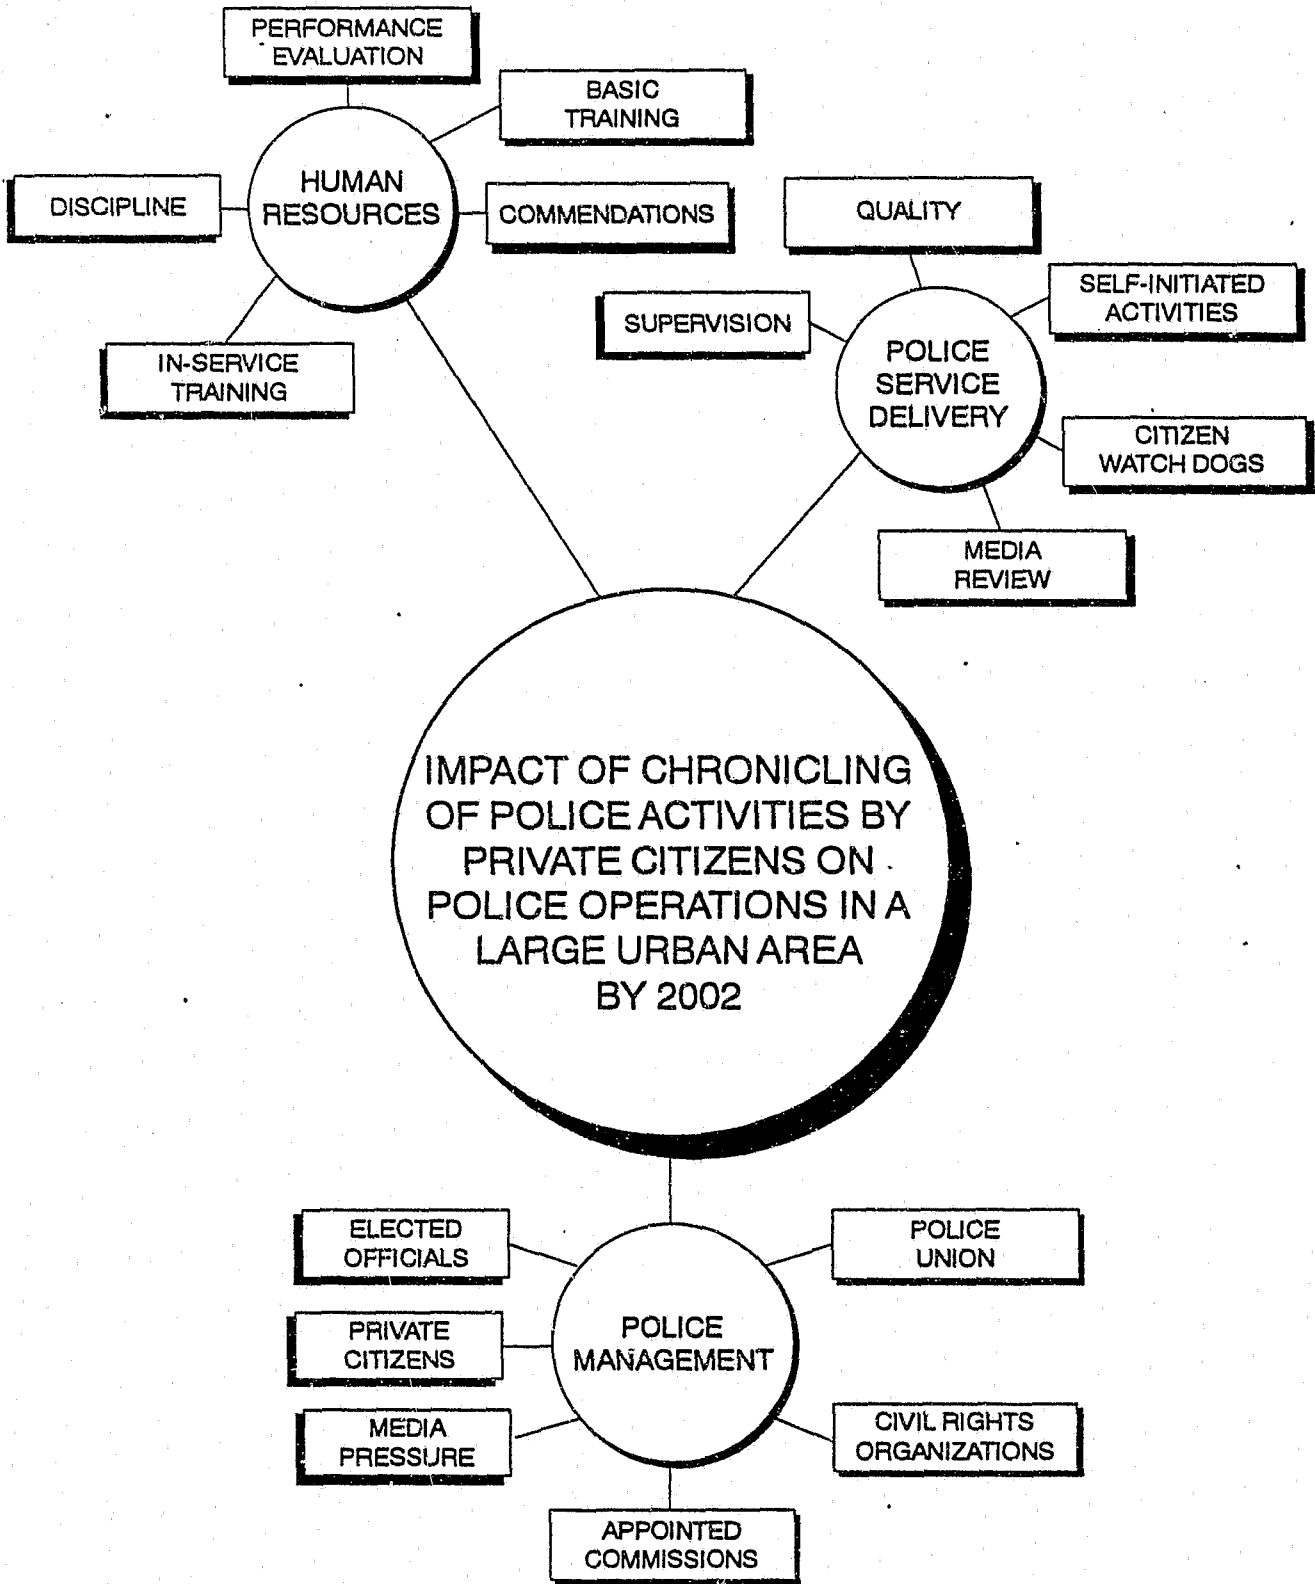 PERFORMANCE
EVALUATION
BASIC
TRAINING
HUMAN
RESOURCES
DISCIPLINE
COMMENDATIONS
IN-SERVICE
TRAINING
QUALITY
SELF-INITIATED
ACTIVITIES
SUPERVISION
POLICE
SERVICE
DELIVERY
CITIZEN
WATCH DOGS
MEDIA
REVIEW
IMPACT OF CHRONICLING
OF POLICE ACTIVITIES BY
PRIVATE CITIZENS ON
POLICE OPERATIONS IN A
LARGE URBAN AREA
BY 2002
ELECTED
OFFICIALS
POLICE
UNION
PRIVATE
CITIZENS
POLICE
MANAGEMENT
MEDIA
PRESSURE
CIVIL RIGHTS
ORGANIZATIONS
APPOINTED
COMMISSIONS